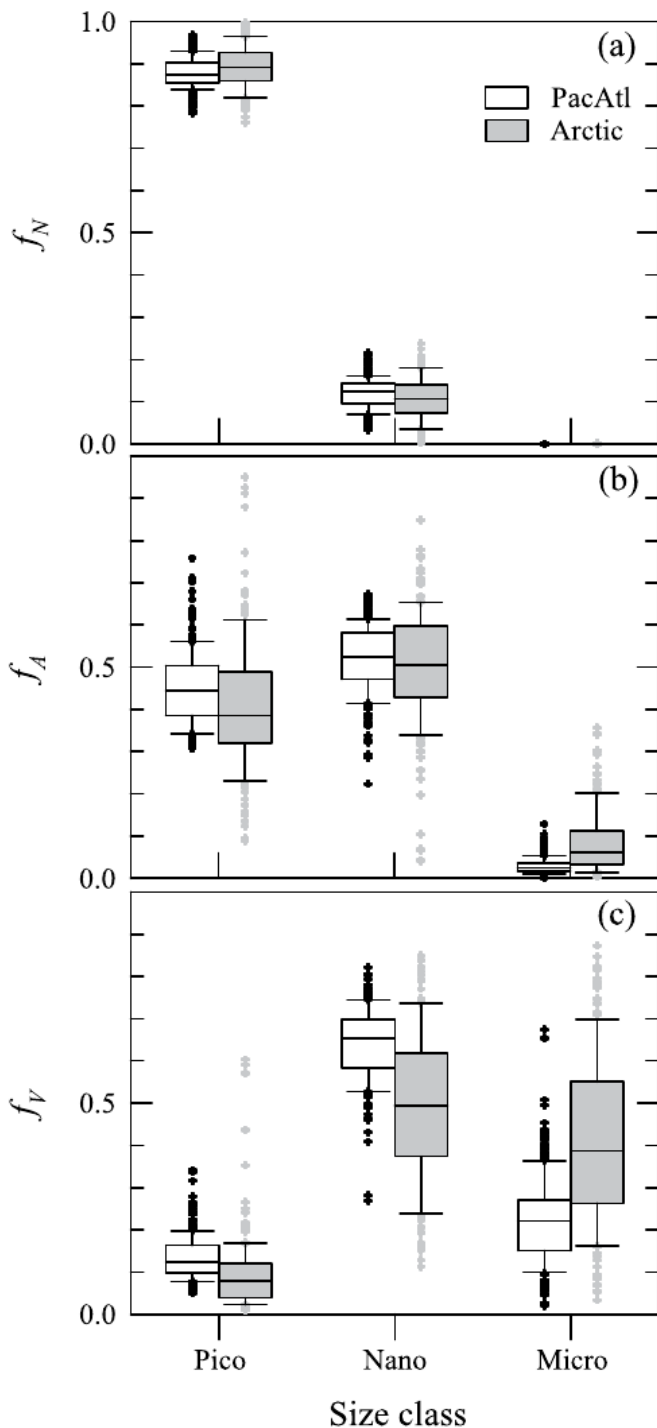 1.0
(a)
PacAtl
Arctic
f_N
0.5
0.0
(b)
f_A
0.5
0.0
(c)
f_V
0.5
0.0
Pico Nano Micro
Size class